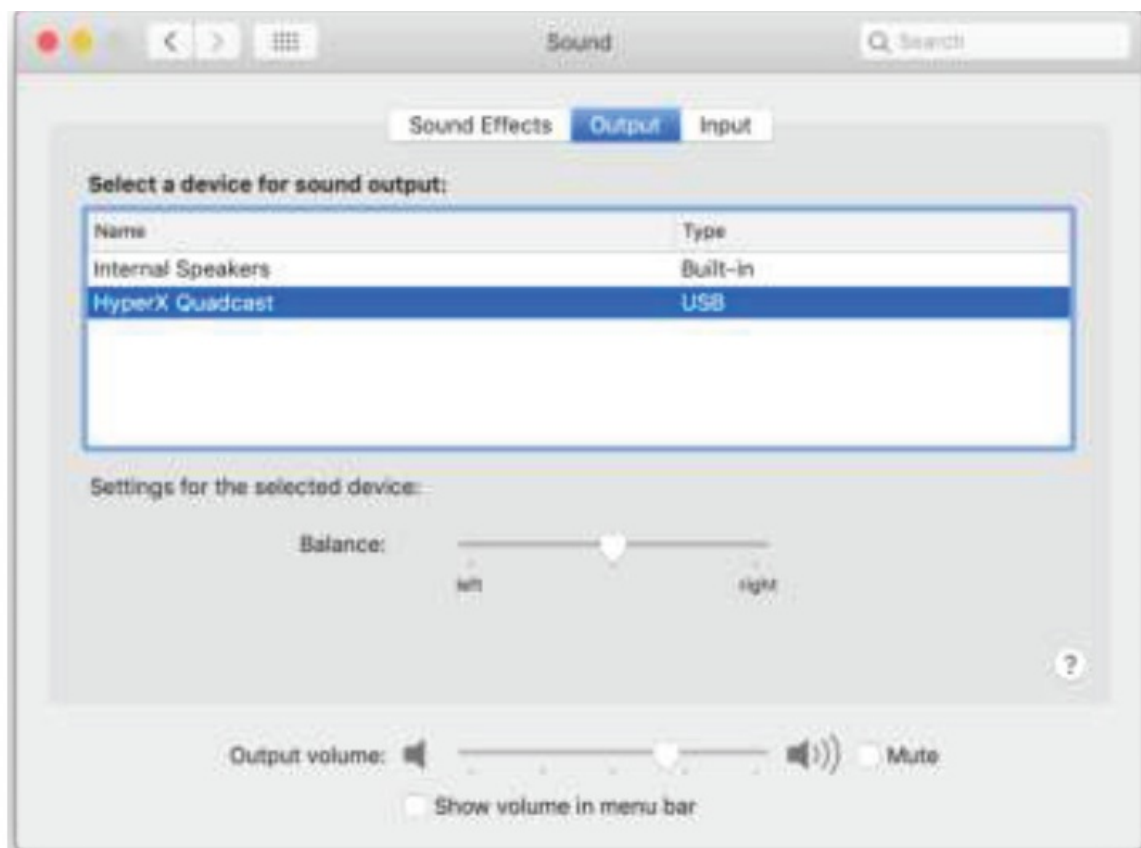 Sound
Search
Sound Effects Output Input
Select a device for sound output:
Name Type
Internal Speakers Built-in
HyperX Quadcast USB
Settings for the selected device:
Balance:
left right
?
Output volume: Mute
Show volume in menu bar